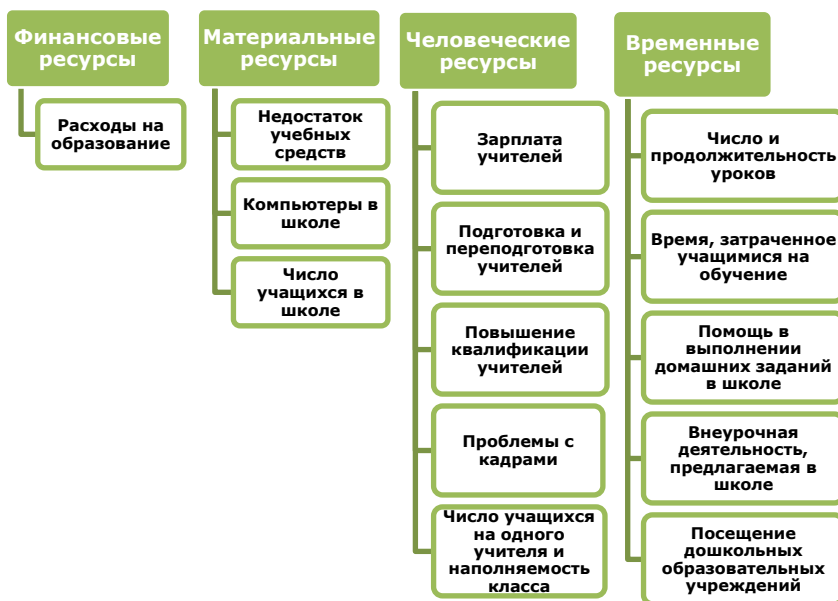 Финансовые
ресурсы
Расходы на
образование
Материальные
ресурсы
Недостаток
учебных
средств
Компьютеры в
школе
Число
учащихся в
школе
Человеческие
ресурсы
Зарплата
учителей
Подготовка и
переподготовка
учителей
Повышение
квалификации
учителей
Проблемы с
кадрами
Число учащихся
на одного
учителя и
наполняемость
класса
Временные
ресурсы
Число и
продолжительность
уроков
Время, затраченное
учащимися на
обучение
Помощь в
выполнении
домашних заданий
в школе
Внеурочная
деятельность,
предлагаемая в
школе
Посещение
дошкольных
образовательных
учреждений